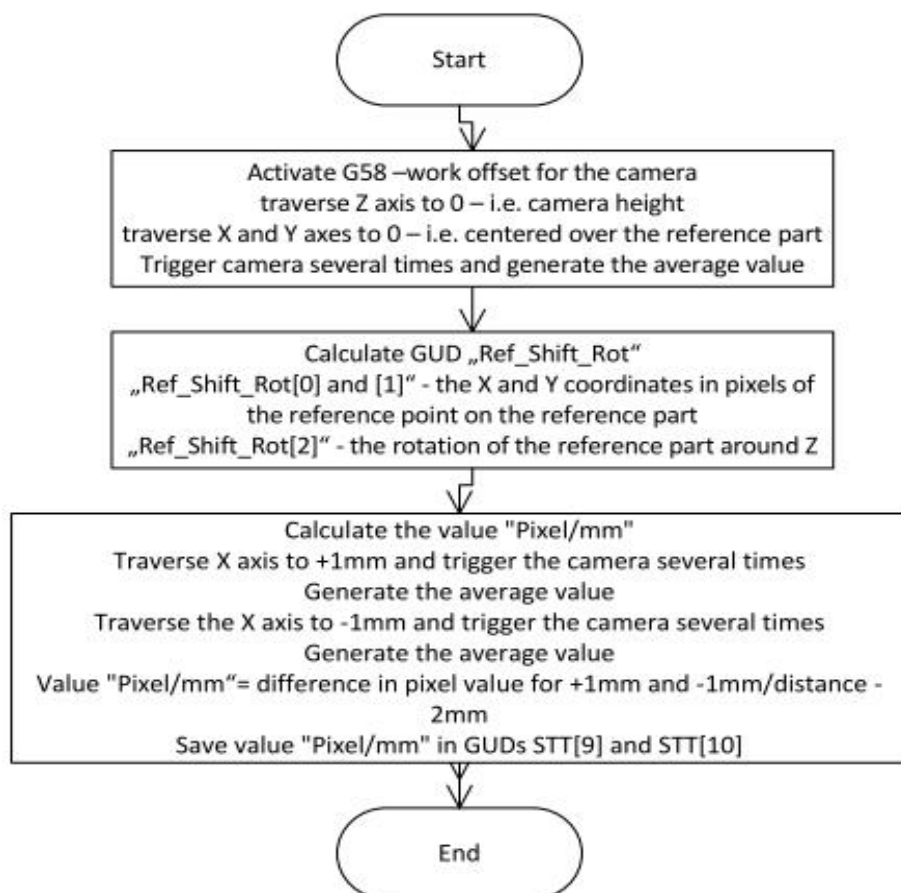 Start
Activate G58 –work offset for the camera
traverse Z axis to 0 – i.e. camera height
traverse X and Y axes to 0 – i.e. centered over the reference part
Trigger camera several times and generate the average value
Calculate GUD „Ref_Shift_Rot“
„Ref_Shift_Rot[0] and [1]“ - the X and Y coordinates in pixels of
the reference point on the reference part
„Ref_Shift_Rot[2]“ - the rotation of the reference part around Z
Calculate the value "Pixel/mm"
Traverse X axis to +1mm and trigger the camera several times
Generate the average value
Traverse the X axis to -1mm and trigger the camera several times
Generate the average value
Value "Pixel/mm“= difference in pixel value for +1mm and -1mm/distance -
2mm
Save value "Pixel/mm" in GUDs STT[9] and STT[10]
End